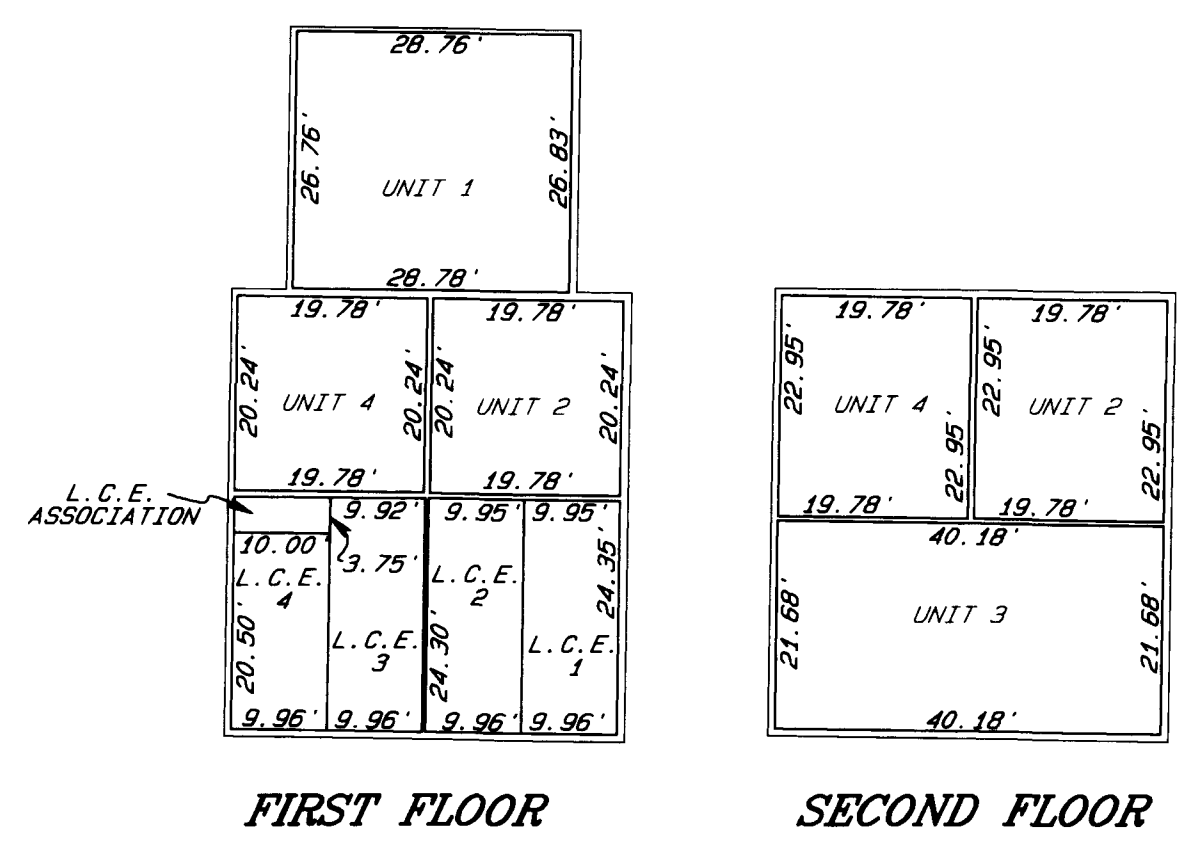 28.76'
26.76'
26.83'
UNIT 1
28.78'
19.78'
19.78'
20.24'
20.24'
20.24'
20.24'
UNIT 4
UNIT 2
19.78'
19.78'
L.C.E.
ASSOCIATION
9.92'
9.95'
9.95'
10.00'
3.75'
24.35'
L.C.E.
4
L.C.E.
2
20.50'
L.C.E.
3
24.30'
L.C.E.
1
9.96'
9.96'
9.96'
9.96'
FIRST FLOOR
19.78'
19.78'
22.95'
22.95'
UNIT 4
UNIT 2
22.95'
22.95'
19.78'
19.78'
40.18'
21.68'
UNIT 3
21.68'
40.18'
SECOND FLOOR